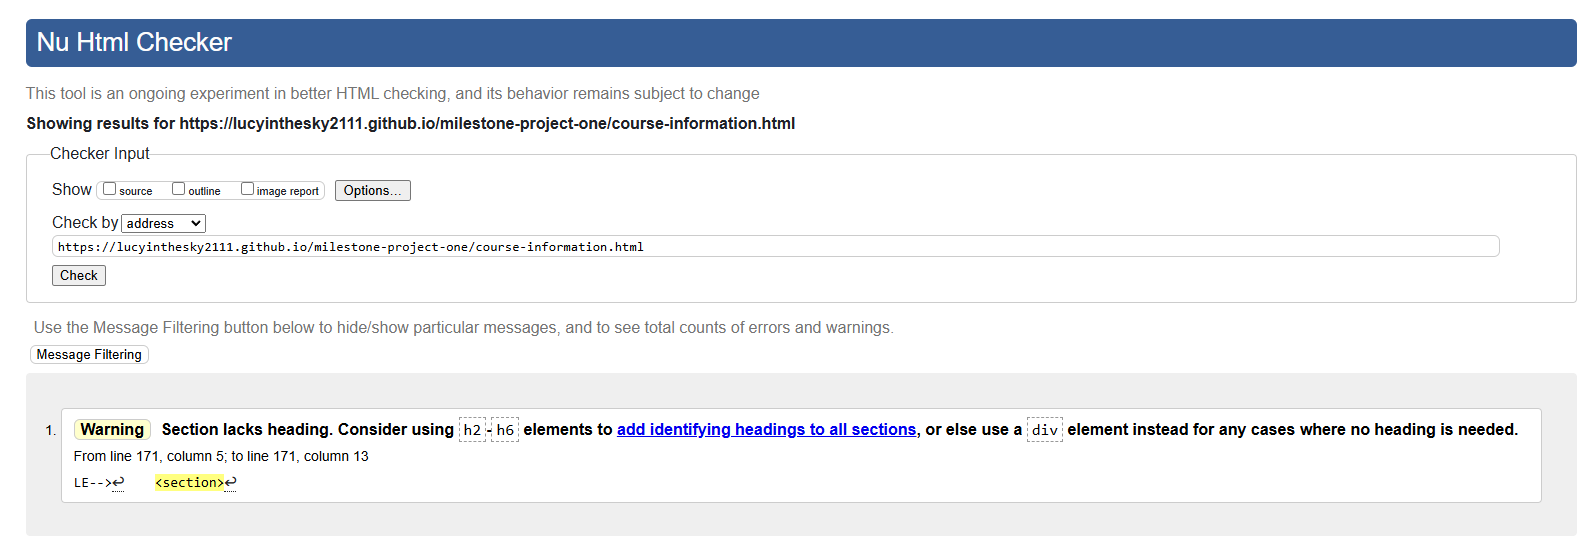 Nu Html Checker
This tool is an ongoing experiment in better HTML checking, and its behavior remains subject to change
Showing results for https://lucyinthesky2111.github.io/milestone-project-one/course-information.html
Checker Input
Show source outline image report Options...
Check by address
https://lucyinthesky2111.github.io/milestone-project-one/course-information.html
Check
Use the Message Filtering button below to hide/show particular messages, and to see total counts of errors and warnings.
Message Filtering
1. Warning Section lacks heading. Consider using h2-h6 elements to add identifying headings to all sections, or else use a div element instead for any cases where no heading is needed.
From line 171, column 5; to line 171, column 13
LE-->↩ <section>↩